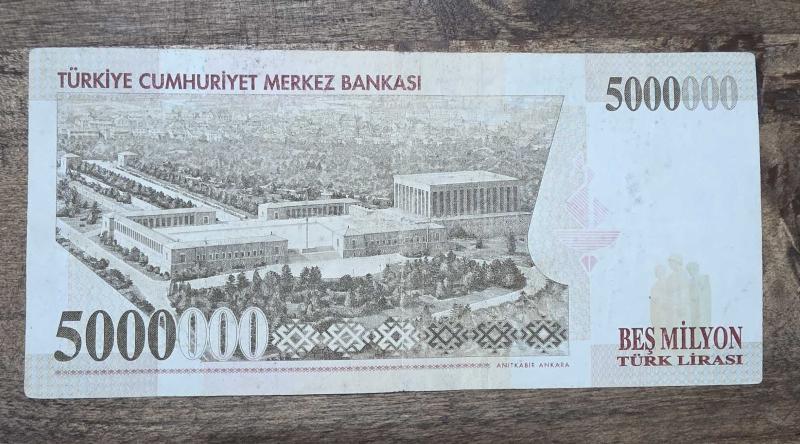 TÜRKİYE CUMHURİYET MERKEZ BANKASI
5000000
5000000
ANITKABİR ANKARA
BEŞ MİLYON
TÜRK LİRASI